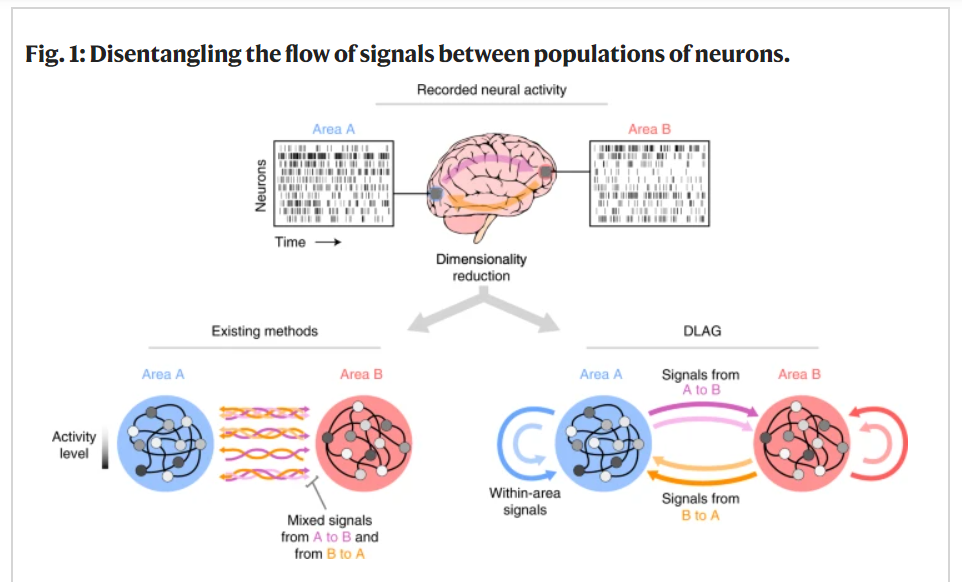 Fig. 1: Disentangling the flow of signals between populations of neurons.
Recorded neural activity
Area A
Area B
Neurons
Time
Dimensionality
reduction
Existing methods
DLAG
Area A
Area B
Area A
Signals from
A to B
Area B
Activity
level
Within-area
signals
Signals from
B to A
Mixed signals
from A to B and
from B to A